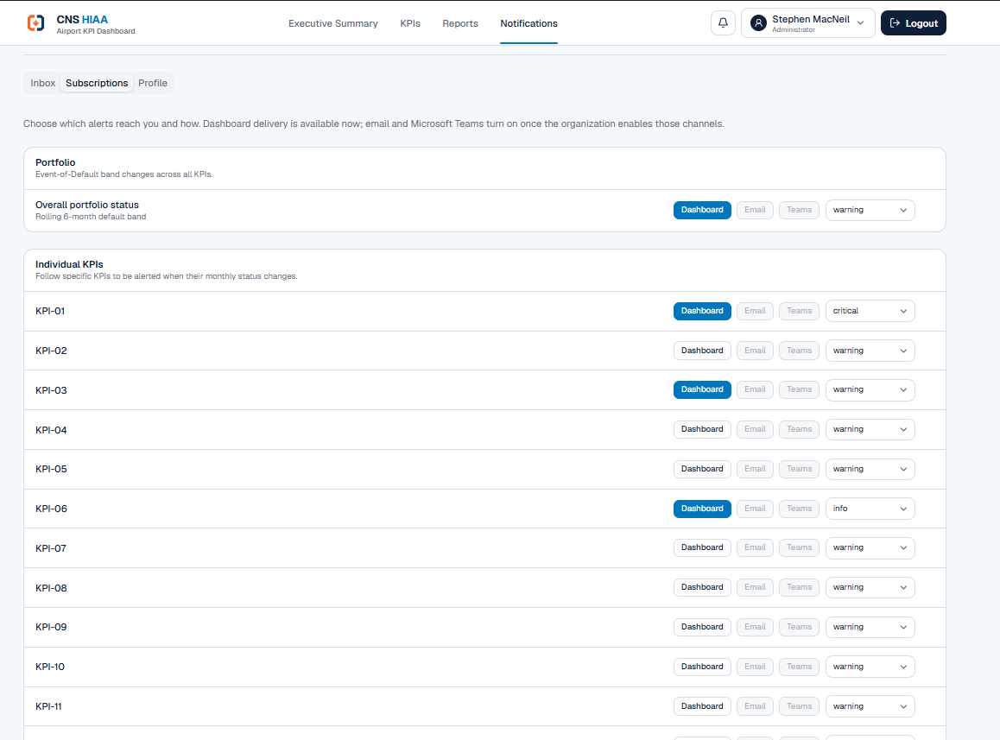 CNS HIAA
Airport KPI Dashboard
Executive Summary
KPIs
Reports
Notifications
Stephen MacNeil
Administrator
Logout
Inbox
Subscriptions
Profile
Choose which alerts reach you and how. Dashboard delivery is available now; email and Microsoft Teams turn on once the organization enables those channels.
Portfolio
Event-of-Default band changes across all KPIs.
Overall portfolio status
Rolling 6-month default band
Dashboard Email Teams warning
Individual KPIs
Follow specific KPIs to be alerted when their monthly status changes.
KPI-01 Dashboard Email Teams critical
KPI-02 Dashboard Email Teams warning
KPI-03 Dashboard Email Teams warning
KPI-04 Dashboard Email Teams warning
KPI-05 Dashboard Email Teams warning
KPI-06 Dashboard Email Teams info
KPI-07 Dashboard Email Teams warning
KPI-08 Dashboard Email Teams warning
KPI-09 Dashboard Email Teams warning
KPI-10 Dashboard Email Teams warning
KPI-11 Dashboard Email Teams warning